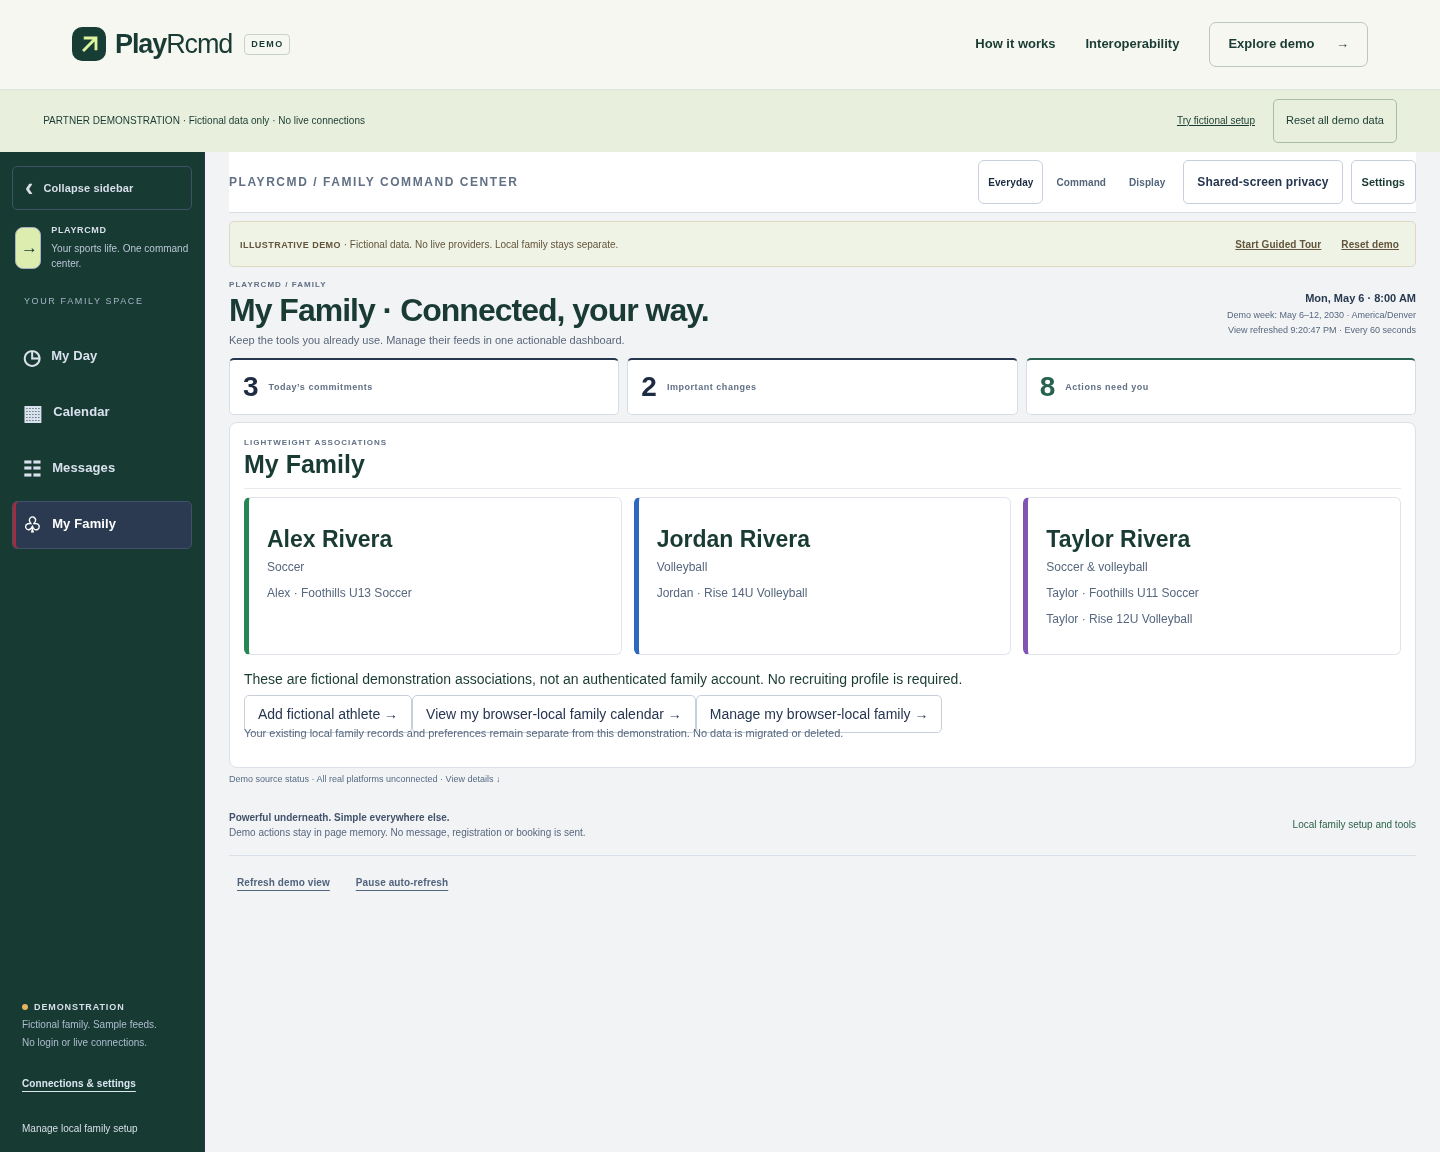 PlayRcmd DEMO
How it works
Interoperability
Explore demo →
PARTNER DEMONSTRATION · Fictional data only · No live connections
Try fictional setup
Reset all demo data
‹ Collapse sidebar
→
PLAYRCMD
Your sports life. One command
center.
YOUR FAMILY SPACE
My Day
Calendar
Messages
My Family
DEMONSTRATION
Fictional family. Sample feeds.
No login or live connections.
Connections & settings
Manage local family setup
PLAYRCMD / FAMILY COMMAND CENTER
Everyday
Command
Display
Shared-screen privacy
Settings
ILLUSTRATIVE DEMO · Fictional data. No live providers. Local family stays separate.
Start Guided Tour
Reset demo
PLAYRCMD / FAMILY
My Family · Connected, your way.
Keep the tools you already use. Manage their feeds in one actionable dashboard.
Mon, May 6 · 8:00 AM
Demo week: May 6–12, 2030 · America/Denver
View refreshed 9:20:47 PM · Every 60 seconds
3 Today's commitments
2 Important changes
8 Actions need you
LIGHTWEIGHT ASSOCIATIONS
My Family
Alex Rivera
Soccer
Alex · Foothills U13 Soccer
Jordan Rivera
Volleyball
Jordan · Rise 14U Volleyball
Taylor Rivera
Soccer & volleyball
Taylor · Foothills U11 Soccer
Taylor · Rise 12U Volleyball
These are fictional demonstration associations, not an authenticated family account. No recruiting profile is required.
Add fictional athlete →
View my browser-local family calendar →
Manage my browser-local family →
Your existing local family records and preferences remain separate from this demonstration. No data is migrated or deleted.
Demo source status · All real platforms unconnected · View details ↓
Powerful underneath. Simple everywhere else.
Demo actions stay in page memory. No message, registration or booking is sent.
Local family setup and tools
Refresh demo view
Pause auto-refresh